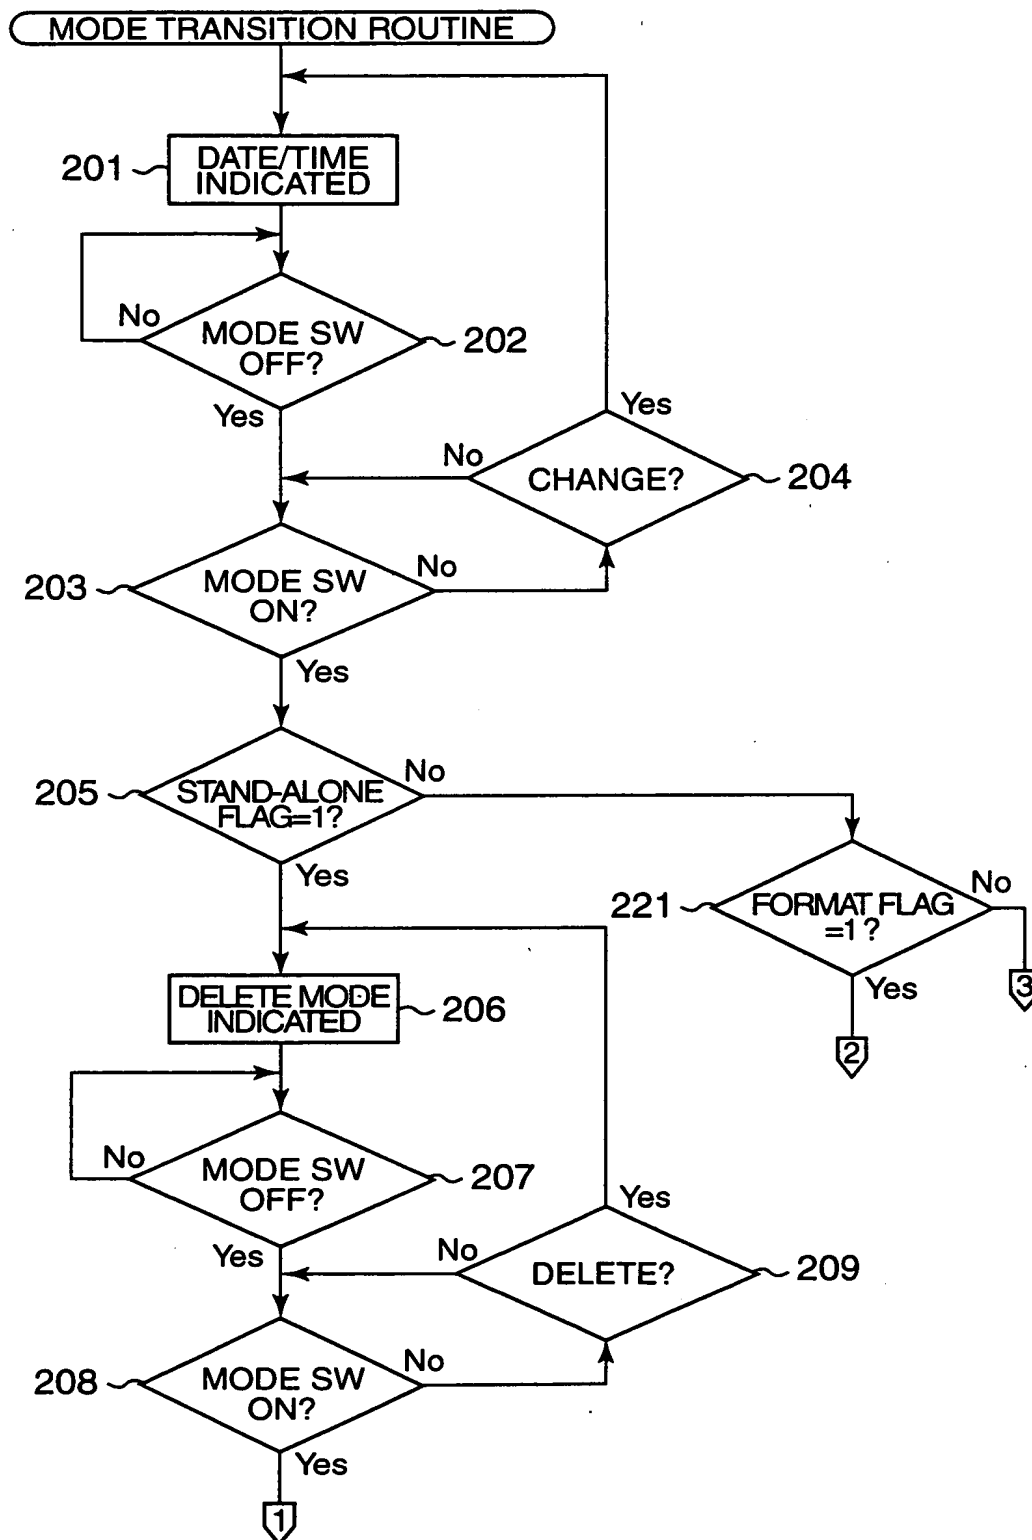 MODE TRANSITION ROUTINE
201
DATE/TIME
INDICATED
No
MODE SW
OFF?
202
Yes
Yes
No
CHANGE?
204
203
MODE SW
ON?
No
Yes
205
STAND-ALONE
FLAG=1?
No
Yes
221
FORMAT FLAG
=1?
No
Yes
3
2
DELETE MODE
INDICATED
206
No
MODE SW
OFF?
207
Yes
Yes
No
DELETE?
209
208
MODE SW
ON?
No
Yes
1